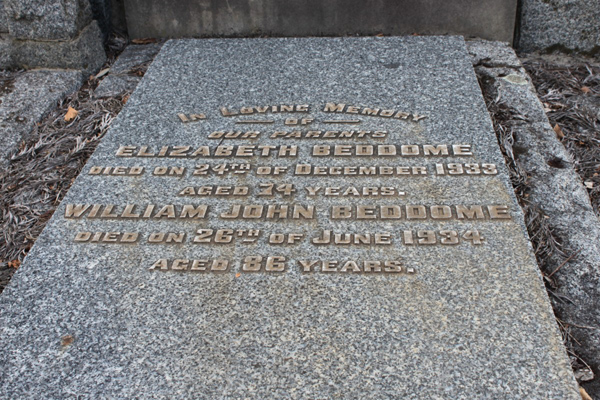 In Loving Memory
of
our parents
ELIZABETH BEDDOME
died on 24th of December 1933
aged 74 years.
WILLIAM JOHN BEDDOME
died on 26th of June 1934
aged 86 years.